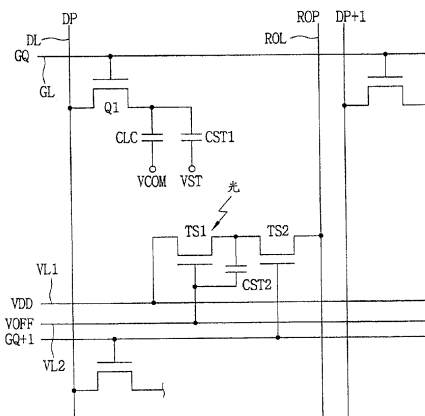 DP ROP DP+1
DL ROL
GQ
GL Q1
CLC CST1
VCOM VST
光
TS1 TS2
VL1 CST2
VDD
VOFF
GQ+1
VL2